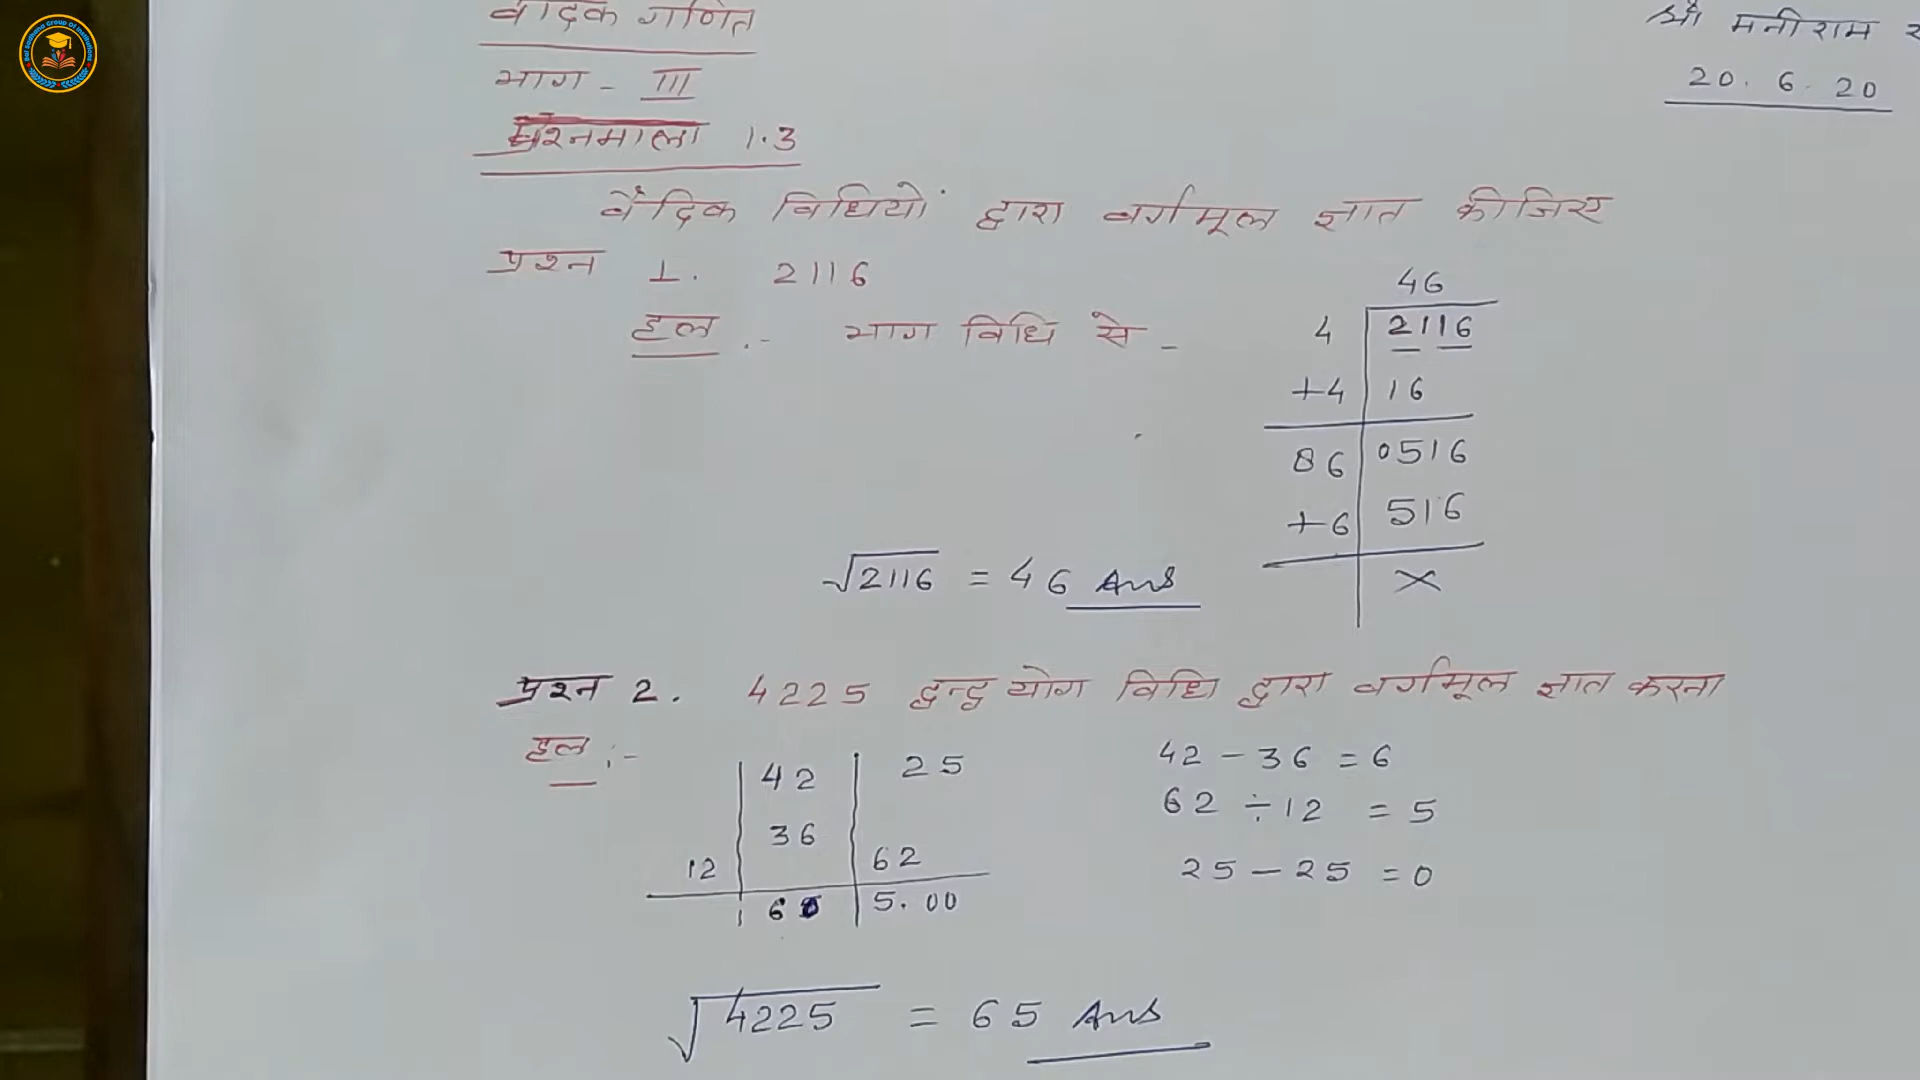 वैदिक गणित
श्री मनीराम
भाग - III
20.6.20
प्रश्नमाला 1.3
वैदिक विधियों द्वारा वर्गमूल ज्ञात कीजिए
प्रश्न 1. 2116
हल :- भाग विधि से -
46
4 2116
+4 16
86 0516
+6 516
×
√2116 = 46 Ans
प्रश्न 2. 4225 द्वन्द्व योग विधि द्वारा वर्गमूल ज्ञात करना
हल :-
42 25
36
12 62
6 5.00
42 - 36 = 6
62 ÷ 12 = 5
25 - 25 = 0
√4225 = 65 Ans